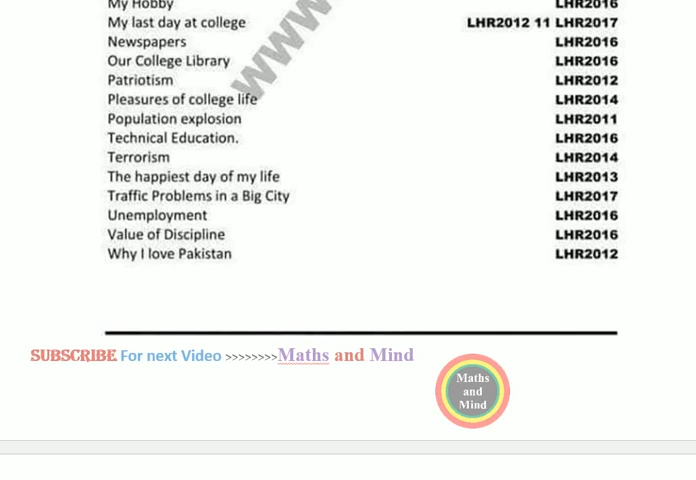 My Hobby LHR2016
My last day at college LHR2012 11 LHR2017
Newspapers LHR2016
Our College Library LHR2016
Patriotism LHR2012
Pleasures of college life LHR2014
Population explosion LHR2011
Technical Education. LHR2016
Terrorism LHR2014
The happiest day of my life LHR2013
Traffic Problems in a Big City LHR2017
Unemployment LHR2016
Value of Discipline LHR2016
Why I love Pakistan LHR2012
www
SUBSCRIBE For next Video >>>>>>>>Maths and Mind
Maths
and
Mind